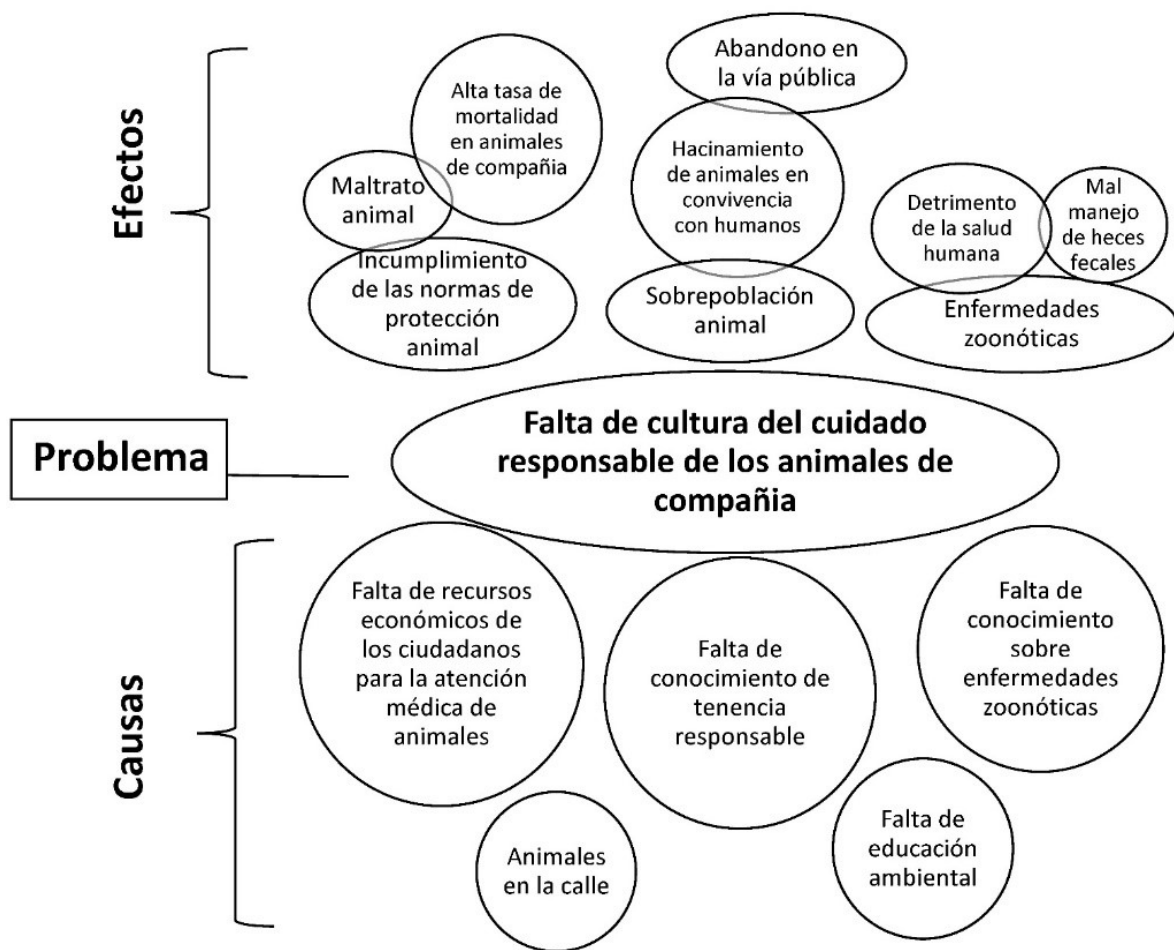 Efectos
Alta tasa de
mortalidad
en animales
de compañia
Maltrato
animal
Incumplimiento
de las normas de
protección
animal
Abandono en
la vía pública
Hacinamiento
de animales en
convivencia
con humanos
Sobrepoblación
animal
Detrimento
de la salud
humana
Mal
manejo
de heces
fecales
Enfermedades
zoonóticas
Problema
Falta de cultura del cuidado
responsable de los animales de
compañia
Causas
Falta de recursos
económicos de
los ciudadanos
para la atención
médica de
animales
Falta de
conocimiento de
tenencia
responsable
Falta de
conocimiento
sobre
enfermedades
zoonóticas
Animales
en la calle
Falta de
educación
ambiental